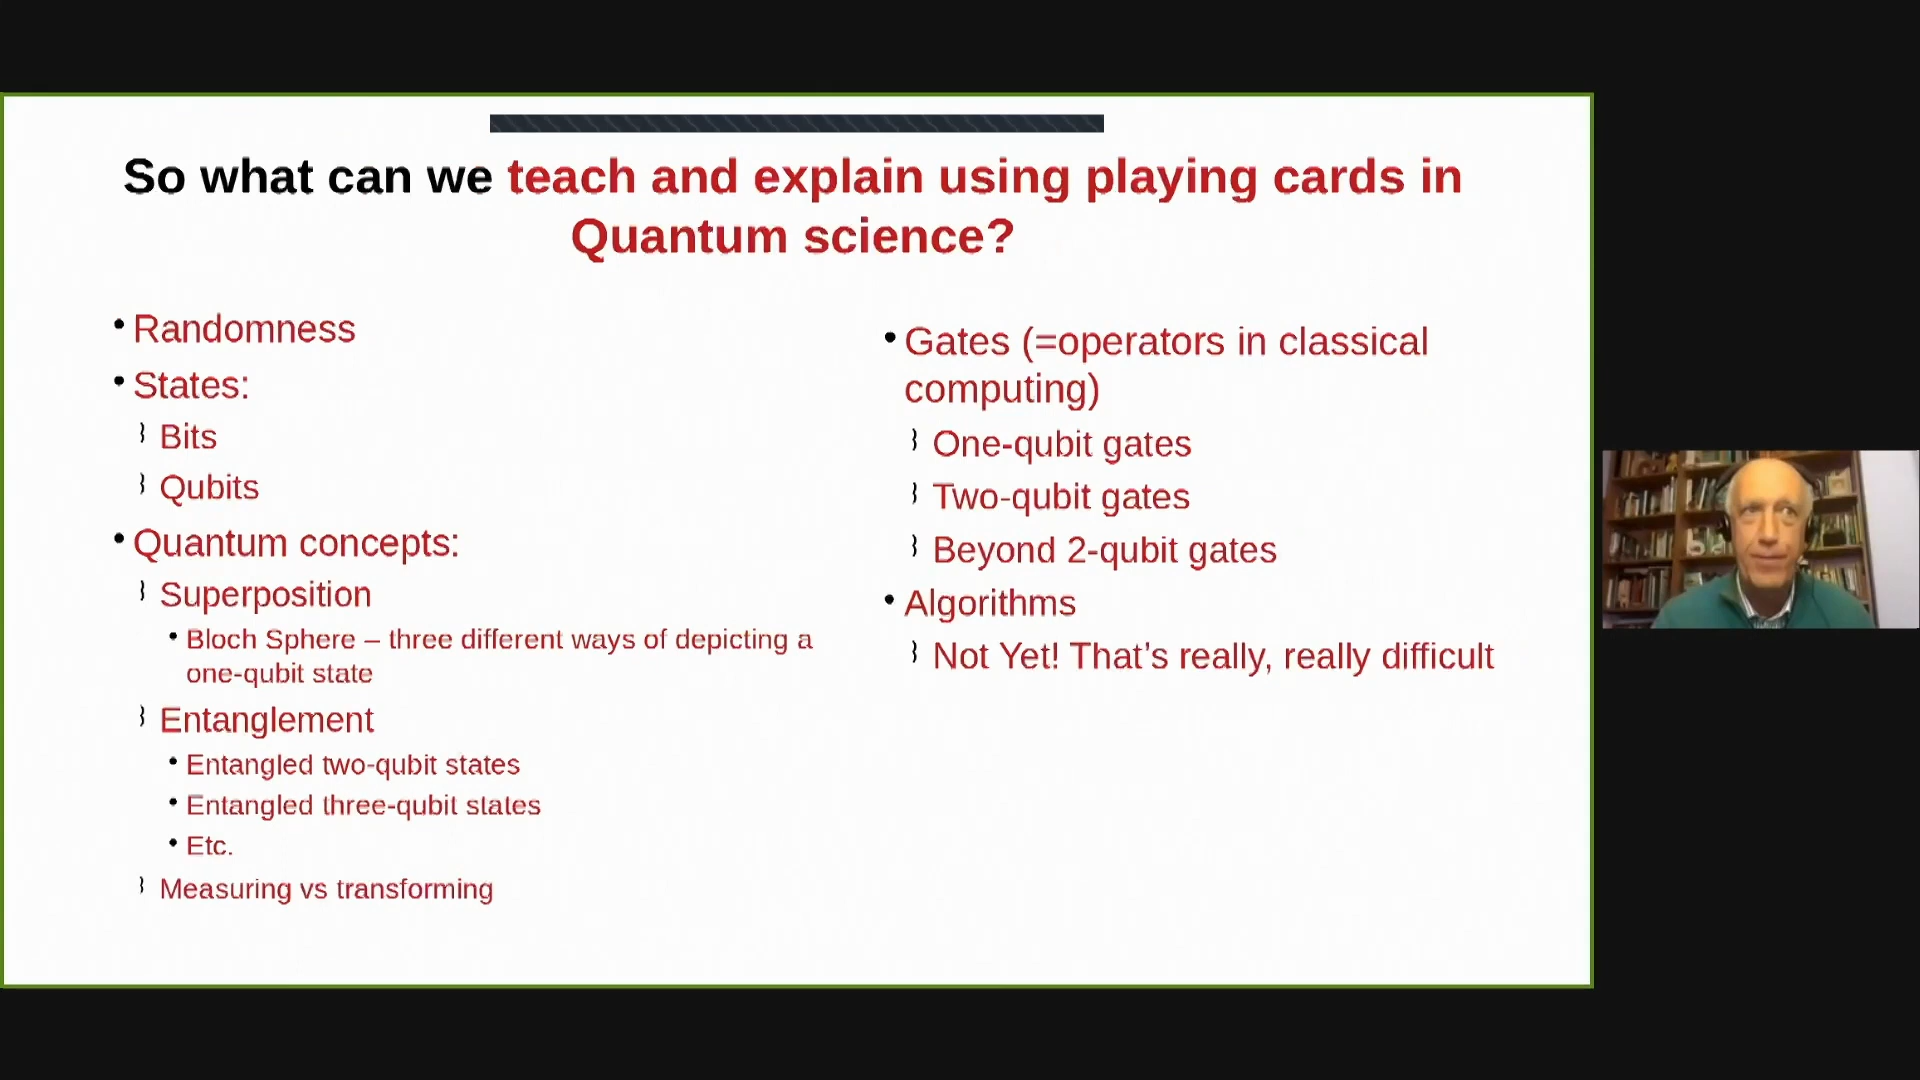 So what can we teach and explain using playing cards in
Quantum science?
• Randomness
• States:
Bits
Qubits
• Quantum concepts:
Superposition
• Bloch Sphere – three different ways of depicting a
one-qubit state
Entanglement
• Entangled two-qubit states
• Entangled three-qubit states
• Etc.
Measuring vs transforming
• Gates (=operators in classical
computing)
One-qubit gates
Two-qubit gates
Beyond 2-qubit gates
• Algorithms
Not Yet! That’s really, really difficult